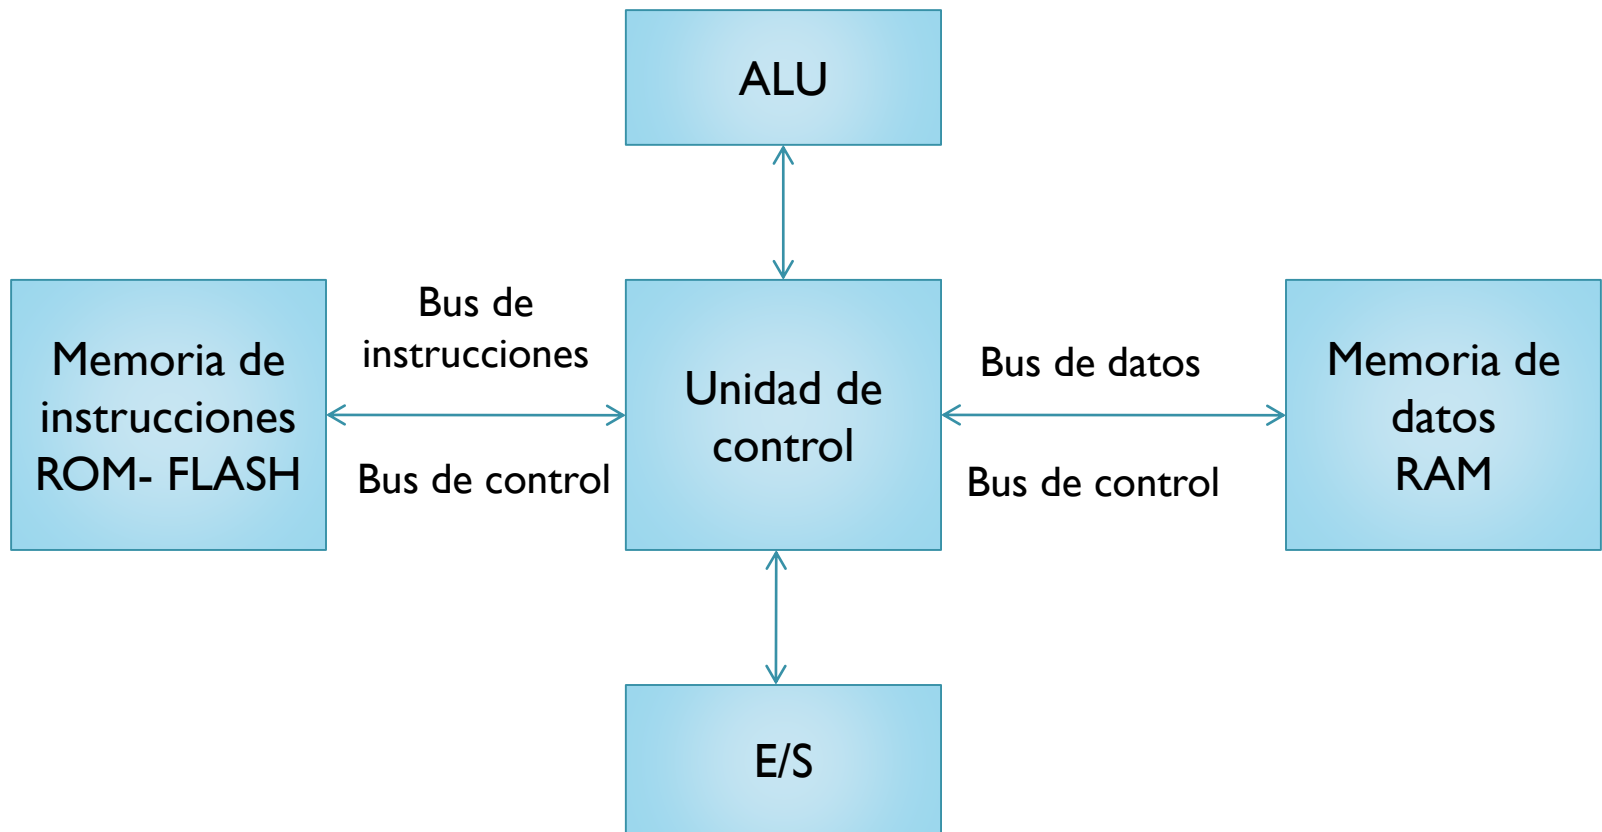 ALU
Memoria de
instrucciones
ROM- FLASH
Bus de
instrucciones
Bus de control
Unidad de
control
Bus de datos
Bus de control
Memoria de
datos
RAM
E/S